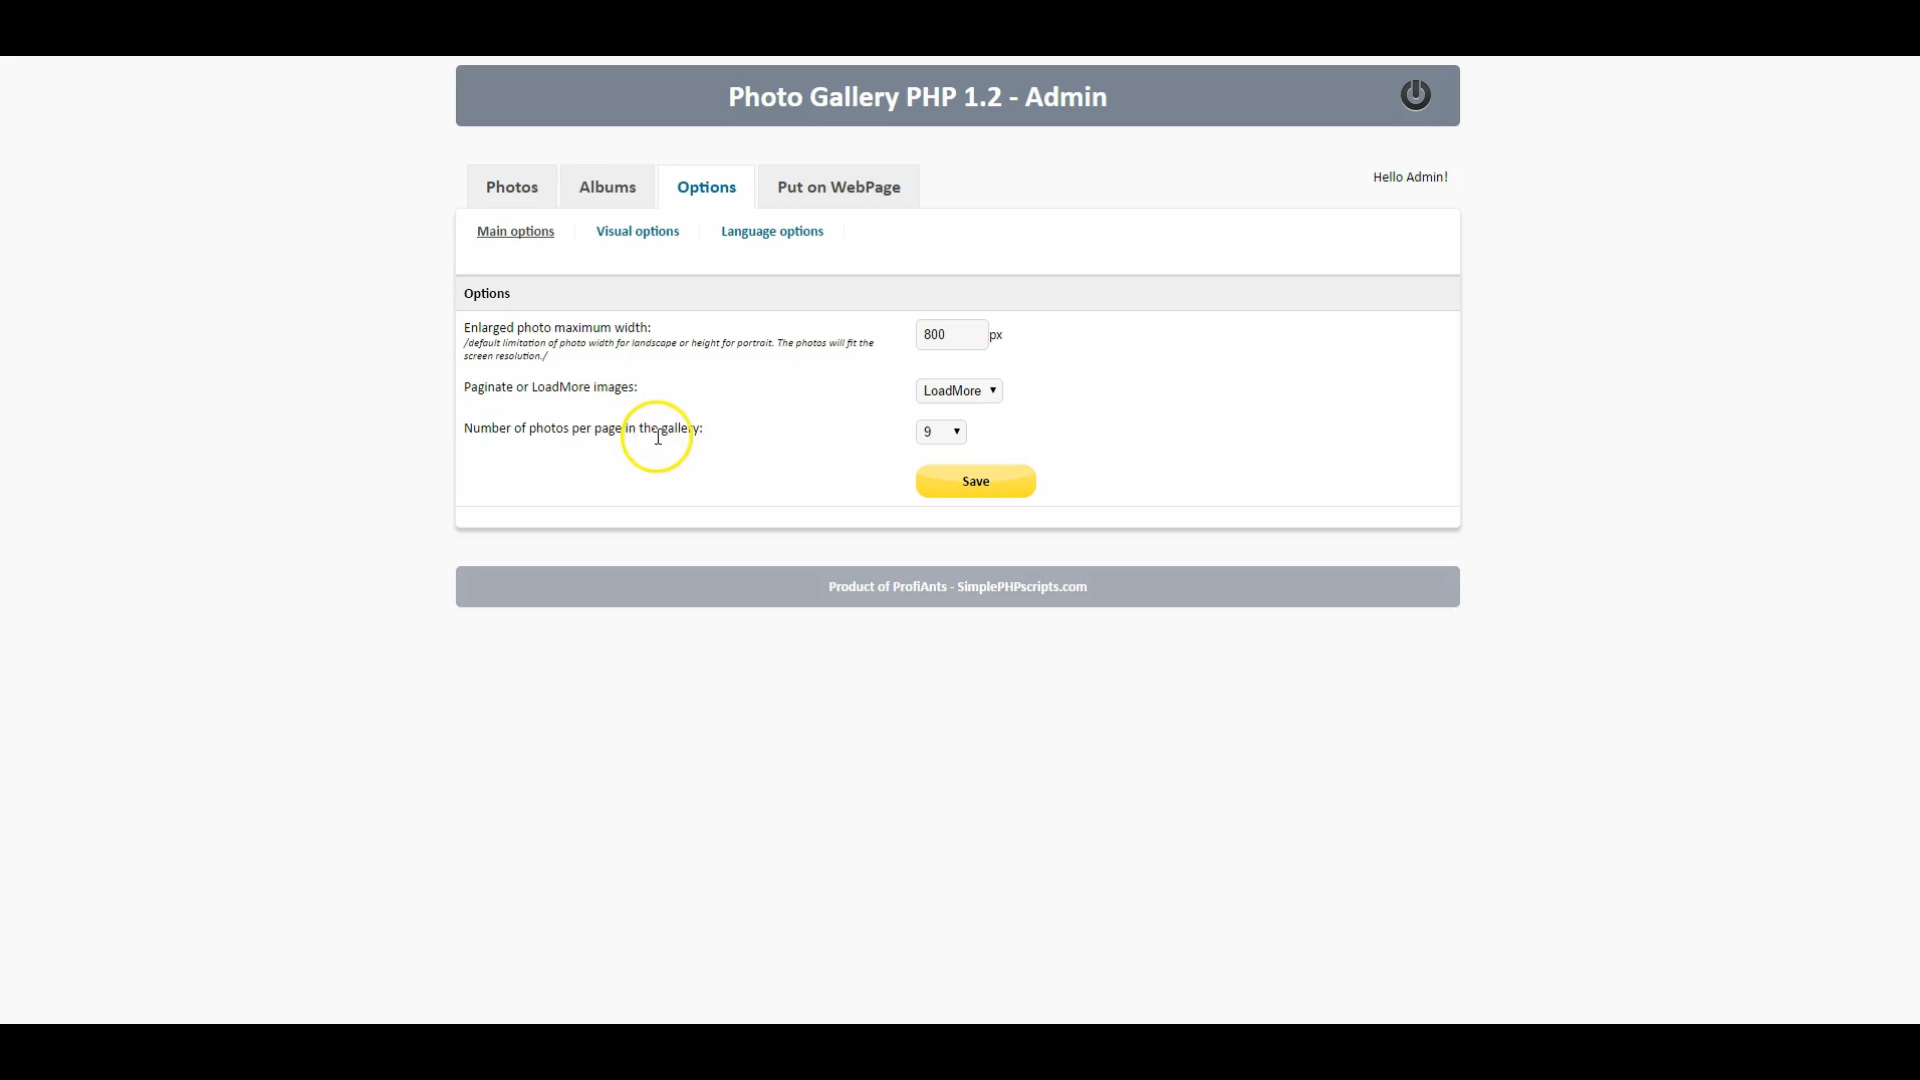 Photo Gallery PHP 1.2 - Admin
Photos
Albums
Options
Put on WebPage
Hello Admin!
Main options
Visual options
Language options
Options
Enlarged photo maximum width:
/default limitation of photo width for landscape or height for portrait. The photos will fit the
screen resolution./
800
px
Paginate or LoadMore images:
LoadMore
Number of photos per page in the gallery:
9
Save
Product of ProfiAnts - SimplePHPscripts.com